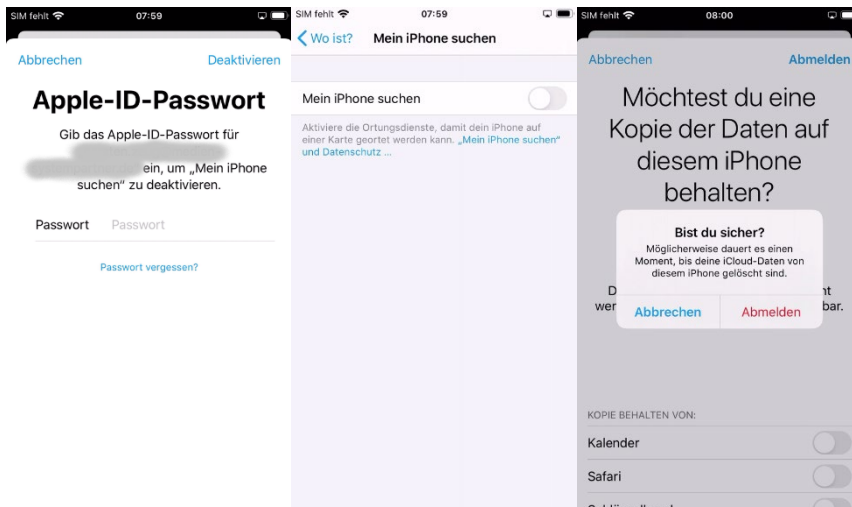 SIM fehlt 07:59
Abbrechen Deaktivieren
Apple-ID-Passwort
Gib das Apple-ID-Passwort für
ein, um „Mein iPhone
suchen“ zu deaktivieren.
Passwort Passwort
Passwort vergessen?
SIM fehlt 07:59
Wo ist? Mein iPhone suchen
Mein iPhone suchen
Aktiviere die Ortungsdienste, damit dein iPhone auf
einer Karte geortet werden kann. „Mein iPhone suchen“
und Datenschutz ...
SIM fehlt 08:00
Abbrechen Abmelden
Möchtest du eine
Kopie der Daten auf
diesem iPhone
behalten?
Bist du sicher?
Möglicherweise dauert es einen
Moment, bis deine iCloud-Daten von
diesem iPhone gelöscht sind.
Abbrechen Abmelden
KOPIE BEHALTEN VON:
Kalender
Safari